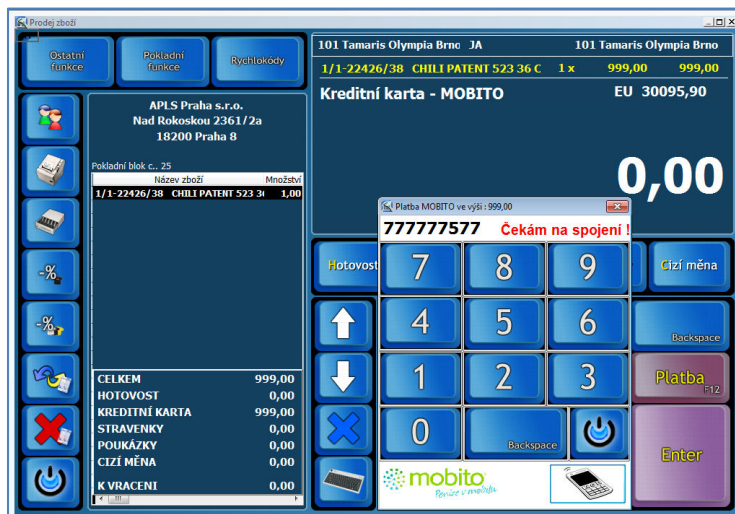 Prodej zboží
Ostatní funkce
Pokladní funkce
Rychlokódy
101 Tamaris Olympia Brno JA 101 Tamaris Olympia Brno
1/1-22426/38 CHILI PATENT 523 36 C 1 x 999,00 999,00
Kreditní karta - MOBITO EU 30095,90
0,00
APLS Praha s.r.o.
Nad Rokoskou 2361/2a
18200 Praha 8
Pokladní blok c.. 25
Název zboží Množství
1/1-22426/38 CHILI PATENT 523 3 1,00
CELKEM 999,00
HOTOVOST 0,00
KREDITNÍ KARTA 999,00
STRAVENKY 0,00
POUKÁZKY 0,00
CIZÍ MĚNA 0,00
K VRACENI 0,00
-%
-%
Platba MOBITO ve výši : 999,00
777777577 Čekám na spojení !
Hotovost
7 8 9
Cizí měna
4 5 6
Backspace
1 2 3
Platba F12
0
Backspace
Enter
mobito
Peníze v mobilu